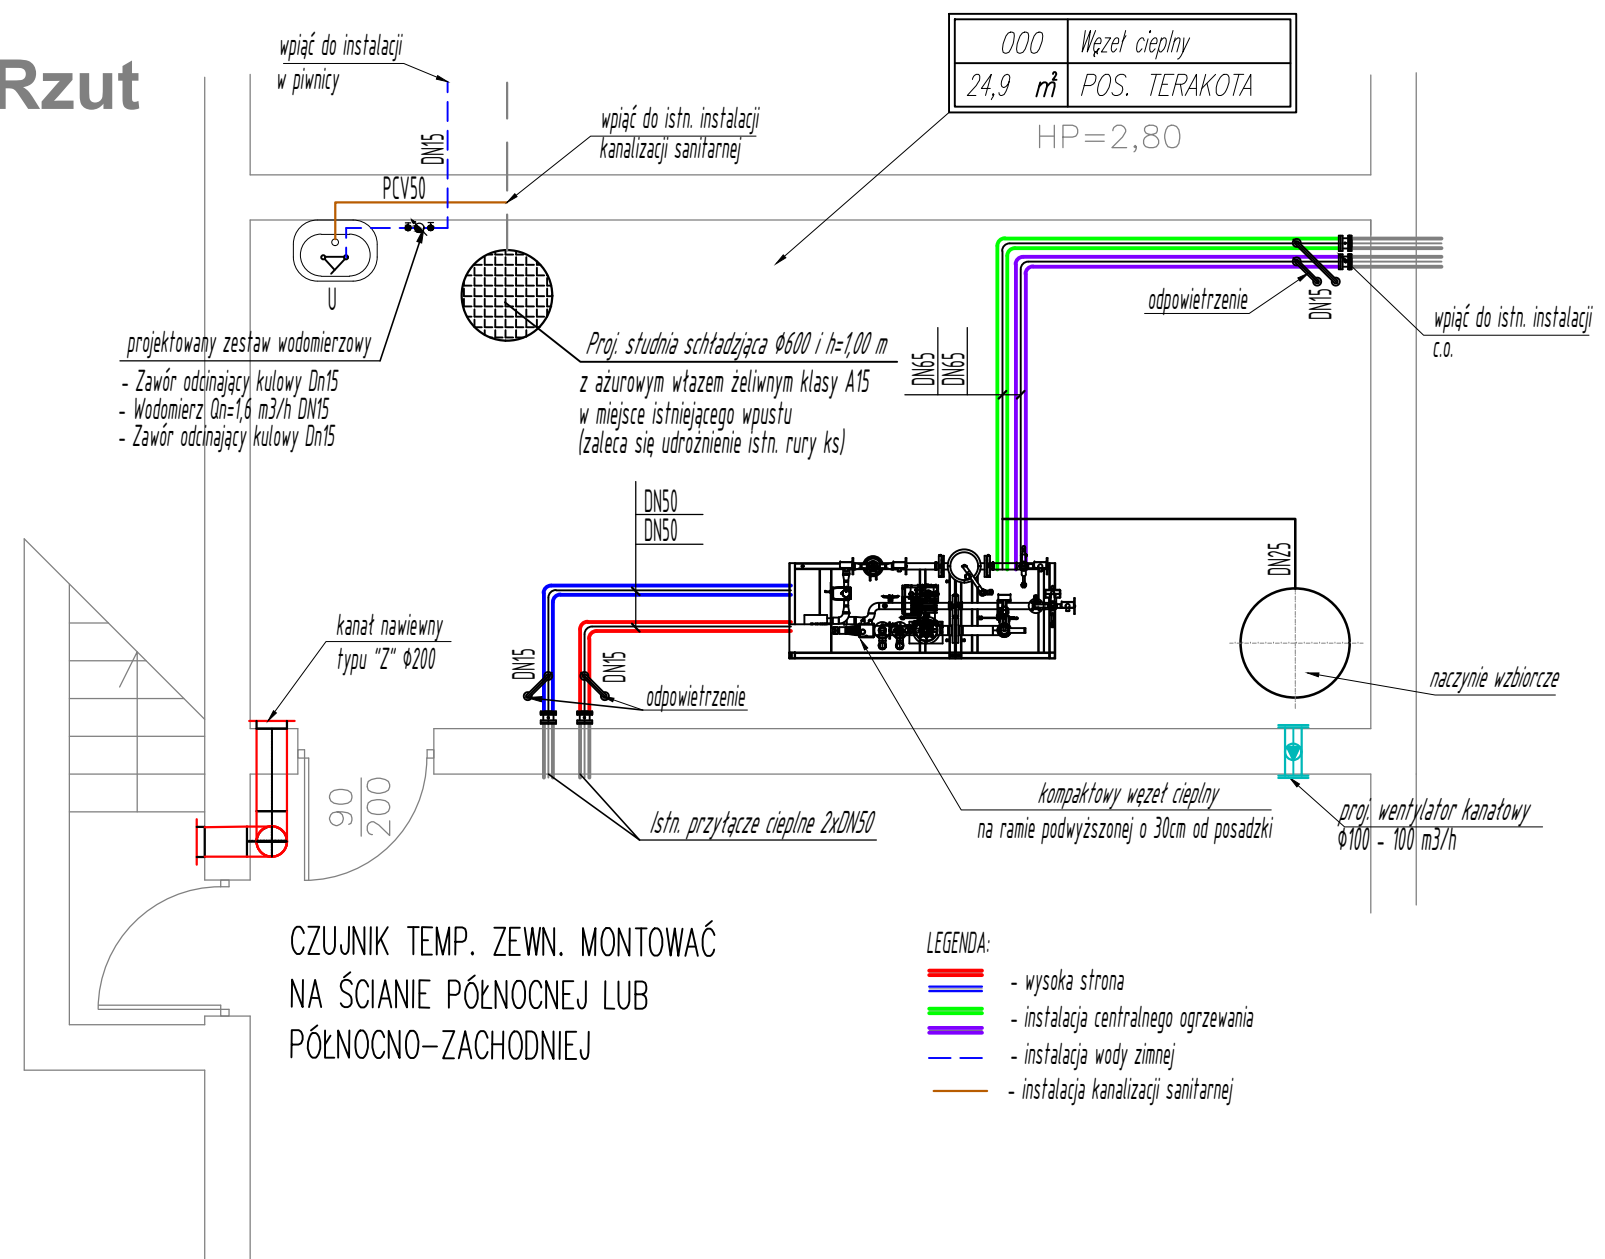 Rzut
wpiąć do instalacji
w piwnicy
DN15
PCV50
wpiąć do istn. instalacji
kanalizacji sanitarnej
000 Węzeł cieplny
24,9 m² POS. TERAKOTA
HP=2,80
U
projektowany zestaw wodomierzowy
- Zawór odcinający kulowy Dn15
- Wodomierz Qn=1,6 m3/h DN15
- Zawór odcinający kulowy Dn15
Proj. studnia schładzająca Φ600 i h=1,00 m
z ażurowym włazem żeliwnym klasy A15
w miejsce istniejącego wpustu
(zaleca się udrożnienie istn. rury ks)
odpowietrzenie
DN15
wpiąć do istn. instalacji
c.o.
DN65
DN65
DN50
DN50
DN25
kanał nawiewny
typu "Z" Φ200
DN15
DN15
odpowietrzenie
naczynie wzbiorcze
90
200
Istn. przyłącze cieplne 2xDN50
kompaktowy węzeł cieplny
na ramie podwyższonej o 30cm od posadzki
proj. wentylator kanałowy
Φ100 - 100 m3/h
CZUJNIK TEMP. ZEWN. MONTOWAĆ
NA ŚCIANIE PÓŁNOCNEJ LUB
PÓŁNOCNO-ZACHODNIEJ
LEGENDA:
- wysoka strona
- instalacja centralnego ogrzewania
- instalacja wody zimnej
- instalacja kanalizacji sanitarnej